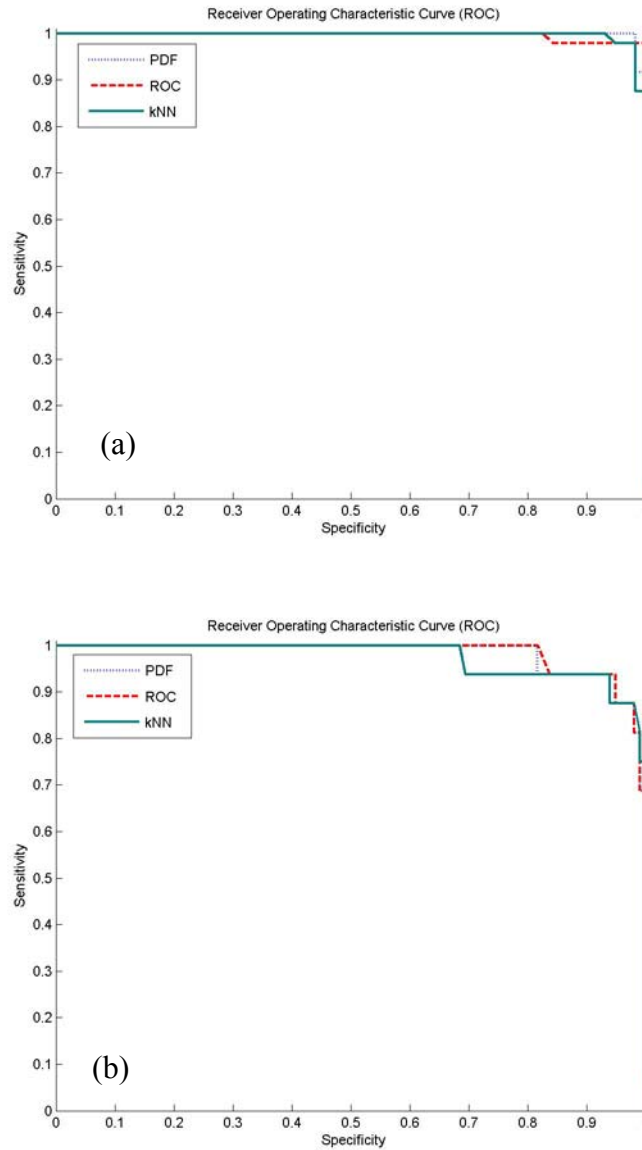 Receiver Operating Characteristic Curve (ROC)
1
0.9
0.8
0.7
0.6
0.5
0.4
0.3
0.2
0.1
0
Sensitivity
PDF
ROC
kNN
(a)
0 0.1 0.2 0.3 0.4 0.5 0.6 0.7 0.8 0.9
Specificity
Receiver Operating Characteristic Curve (ROC)
1
0.9
0.8
0.7
0.6
0.5
0.4
0.3
0.2
0.1
0
Sensitivity
PDF
ROC
kNN
(b)
0 0.1 0.2 0.3 0.4 0.5 0.6 0.7 0.8 0.9
Specificity